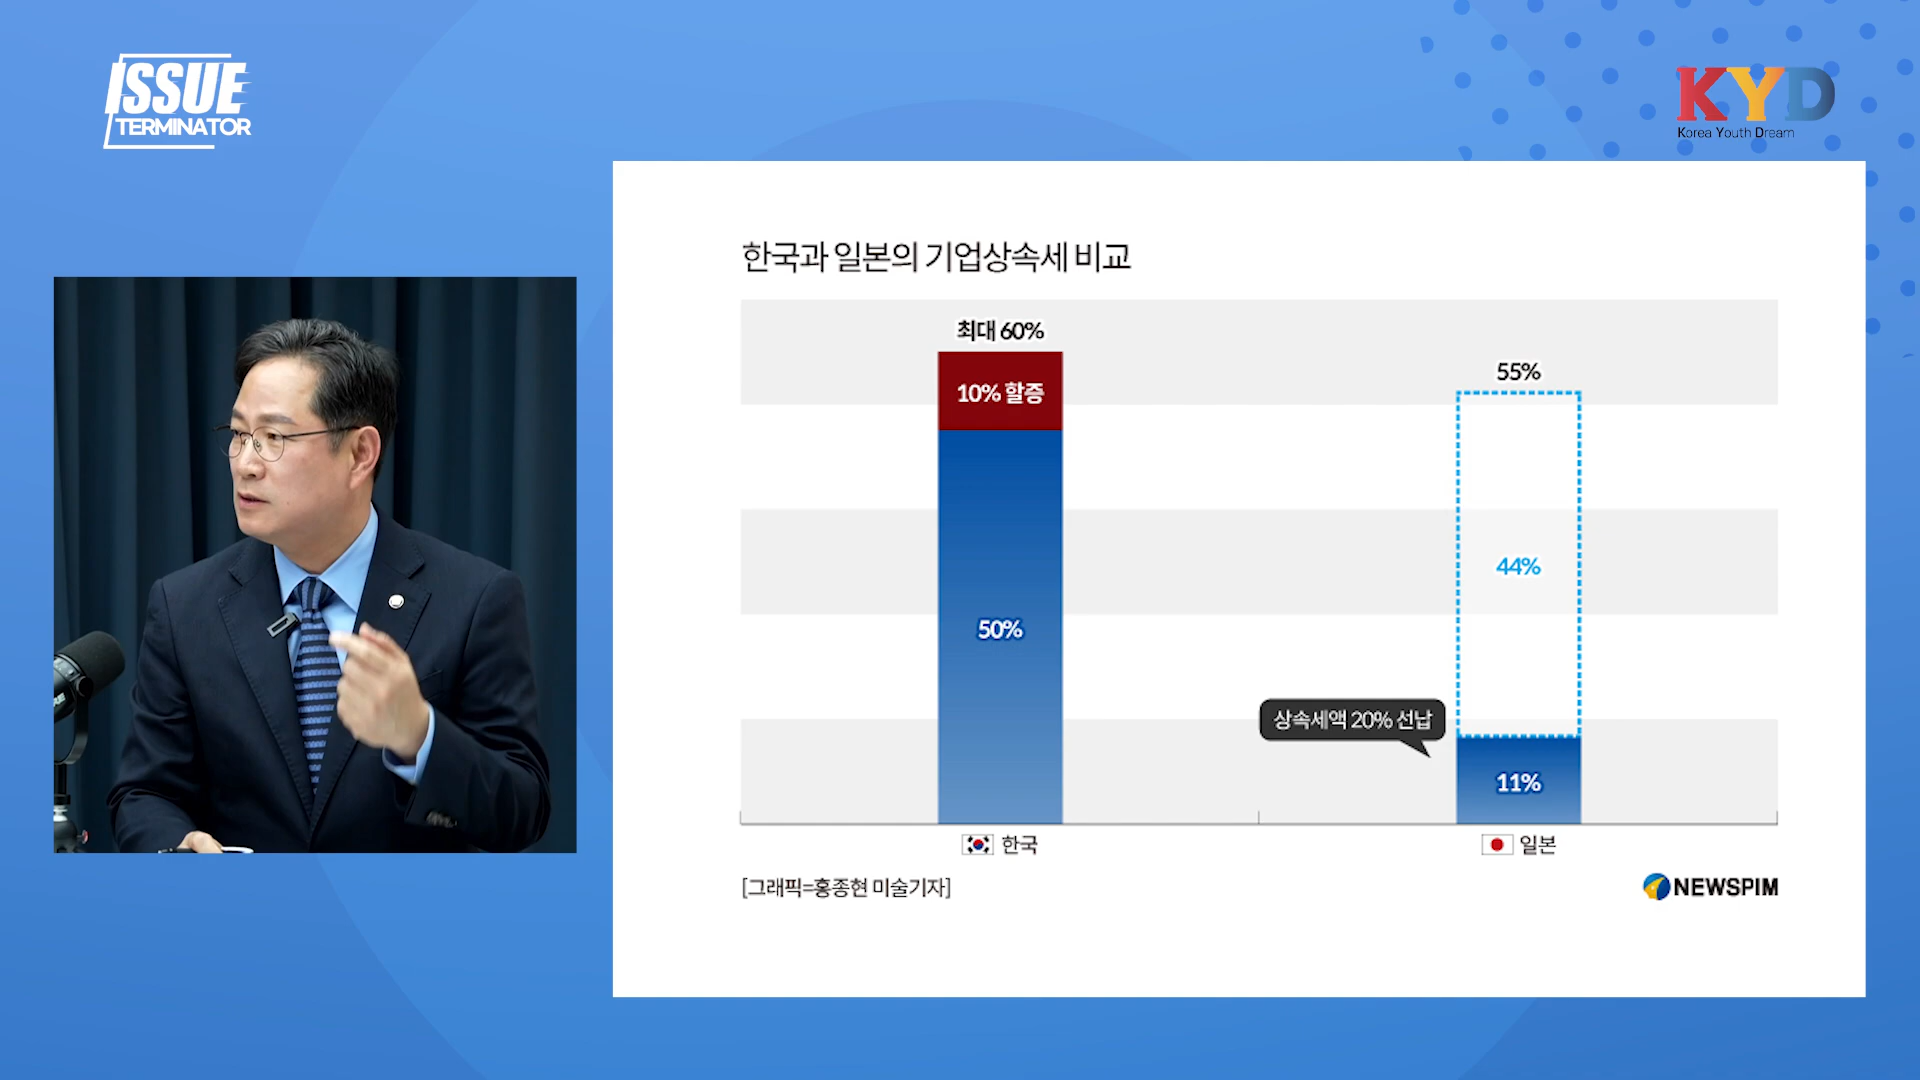 ISSUE
TERMINATOR
KYD
Korea Youth Dream
한국과 일본의 기업상속세 비교
최대 60%
10% 할증
50%
55%
44%
상속세액 20% 선납
11%
한국
일본
[그래픽=홍종현 미술기자]
NEWSPIM